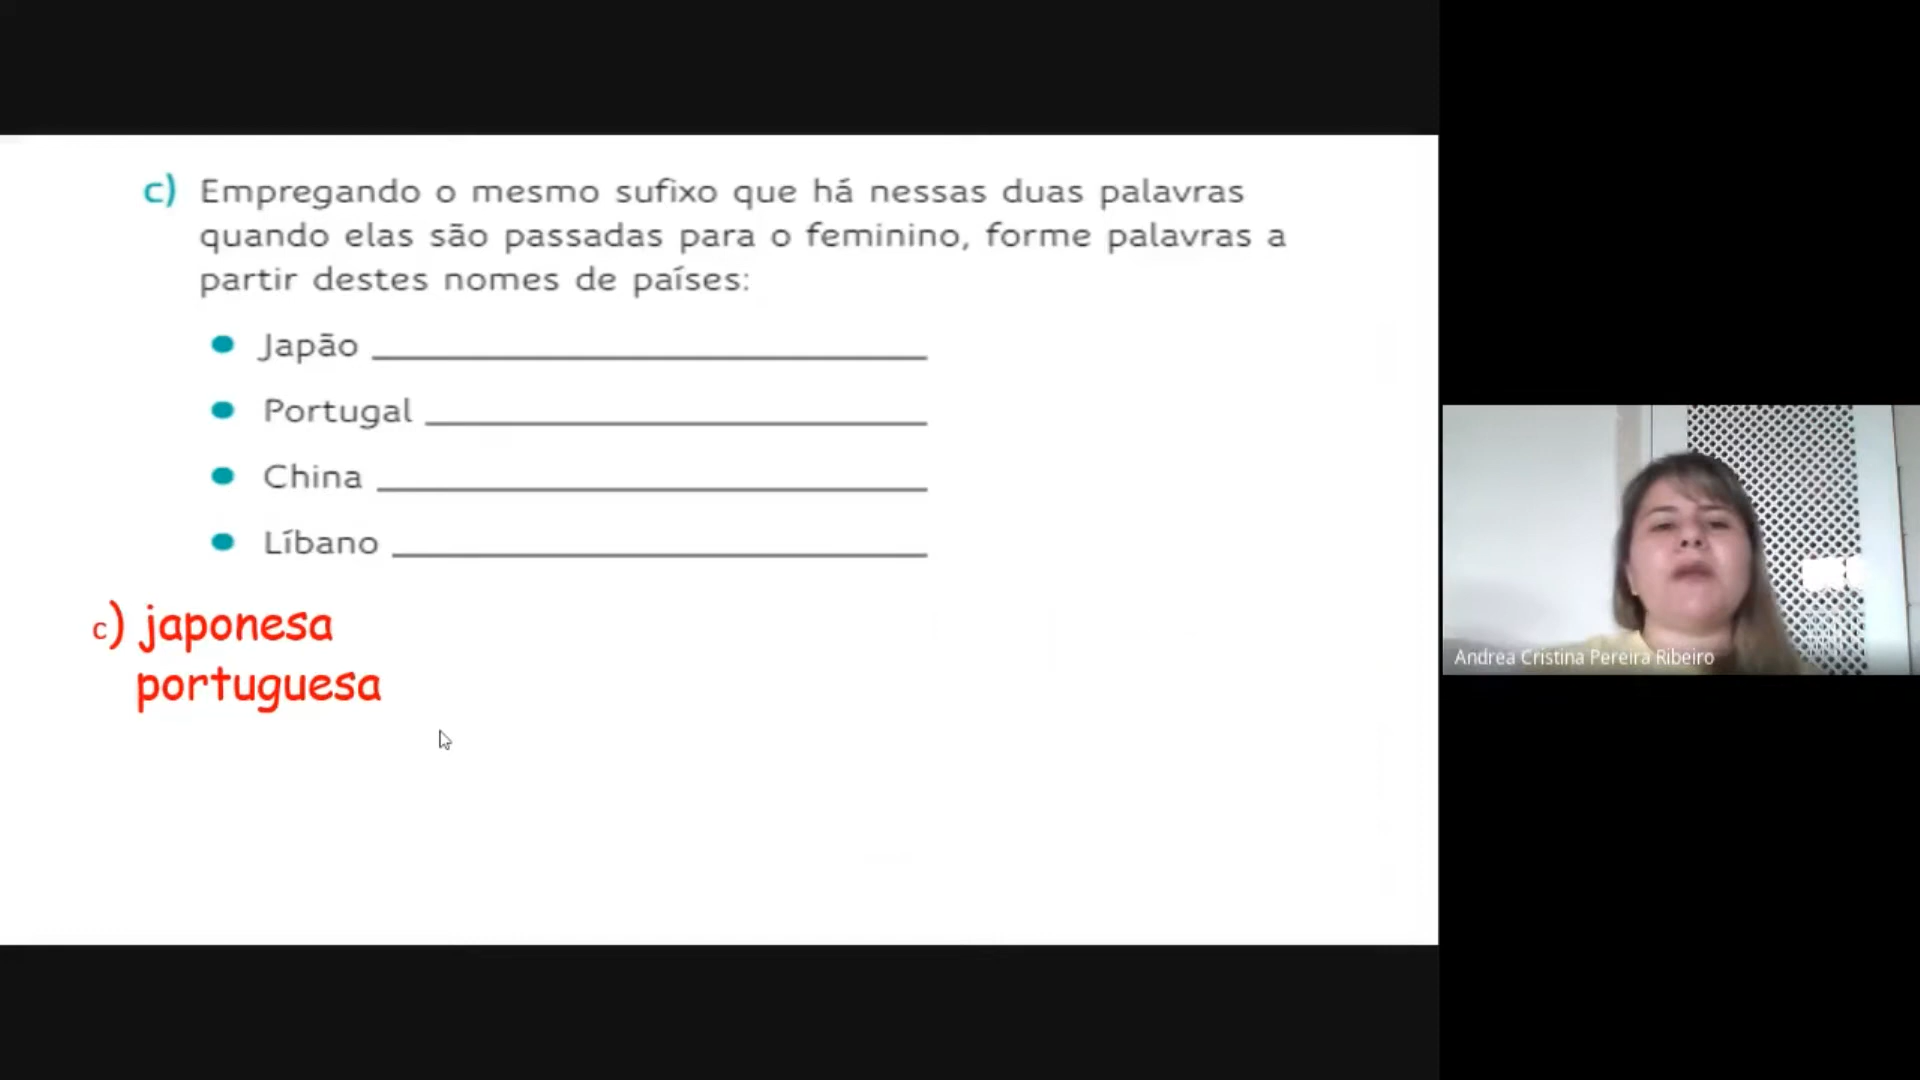 c) Empregando o mesmo sufixo que há nessas duas palavras
quando elas são passadas para o feminino, forme palavras a
partir destes nomes de países:
Japão
Portugal
China
Líbano
c) japonesa
portuguesa
Andrea Cristina Pereira Ribeiro